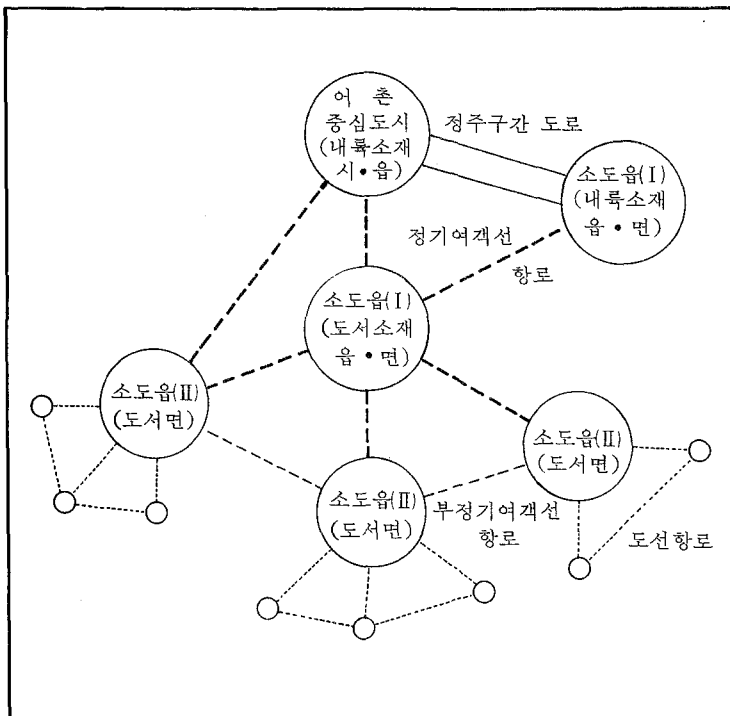 어 촌
중심도시
(내륙소재
시·읍)
정주구간 도로
소도읍(I)
(내륙소재
읍·면)
정기여객선
항로
소도읍(I)
(도서소재
읍·면)
소도읍(II)
(도서면)
소도읍(II)
(도서면)
소도읍(II)
(도서면)
부정기여객선
항로
도선항로